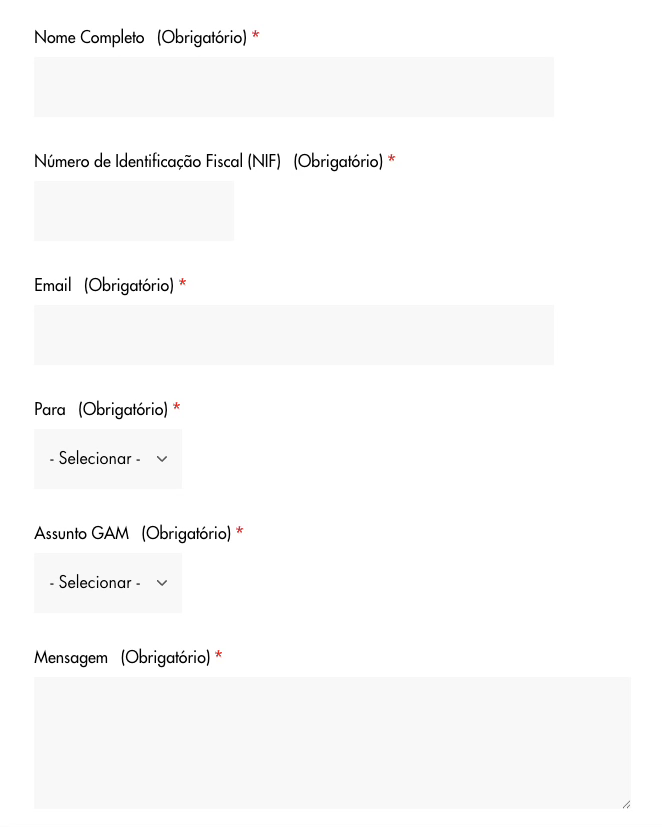 Nome Completo (Obrigatório) *
Número de Identificação Fiscal (NIF) (Obrigatório) *
Email (Obrigatório) *
Para (Obrigatório) *
- Selecionar -
Assunto GAM (Obrigatório) *
- Selecionar -
Mensagem (Obrigatório) *